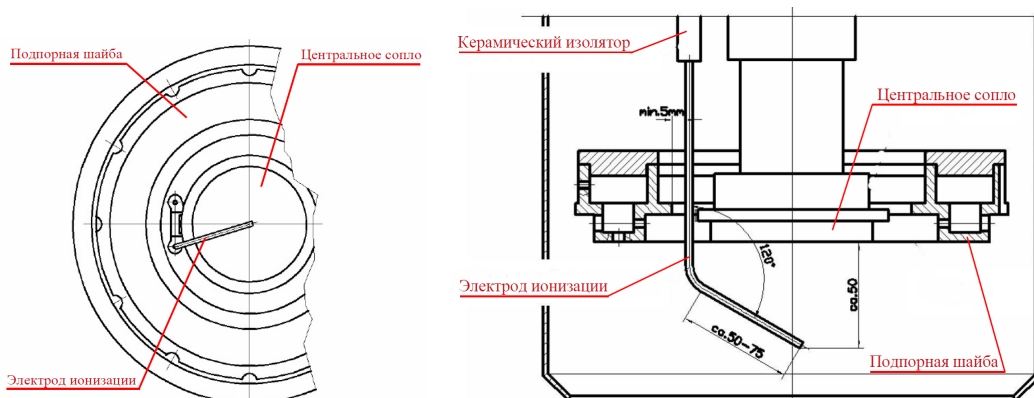 Подпорная шайба
Центральное сопло
Электрод ионизации
Керамический изолятор
Центральное сопло
min.5mm
120°
Электрод ионизации
ca.50
ca.50-75
Подпорная шайба